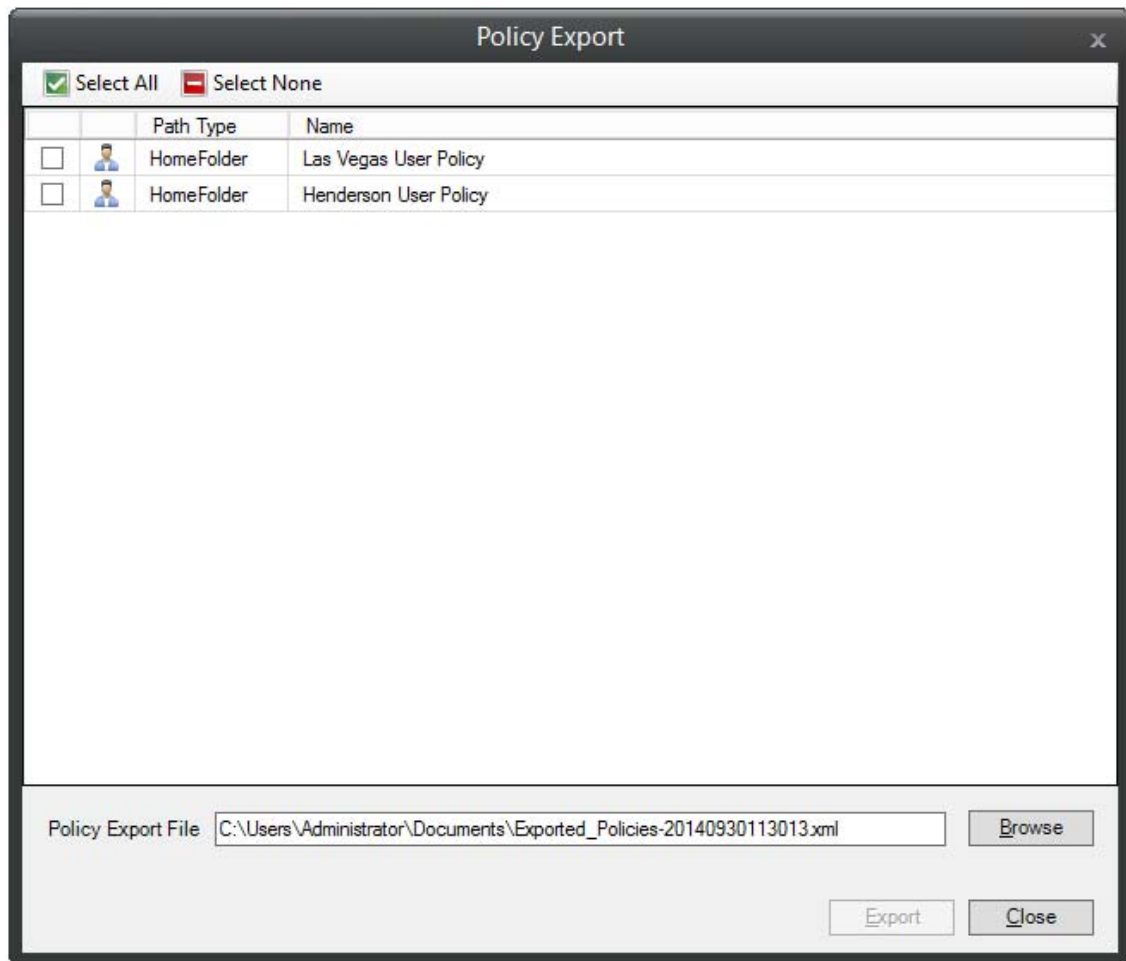 Policy Export
x
Select All Select None
Path Type Name
HomeFolder Las Vegas User Policy
HomeFolder Henderson User Policy
Policy Export File C:\Users\Administrator\Documents\Exported_Policies-20140930113013.xml Browse
Export Close